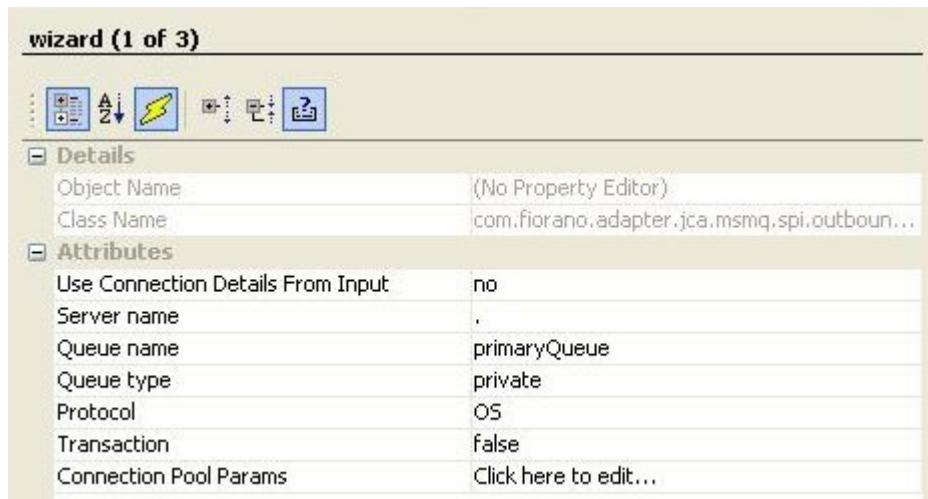 wizard (1 of 3)
A
Z
Details
Object Name (No Property Editor)
Class Name com.fiorano.adapter.jca.msmq.spi.outboun...
Attributes
Use Connection Details From Input no
Server name .
Queue name primaryQueue
Queue type private
Protocol OS
Transaction false
Connection Pool Params Click here to edit...